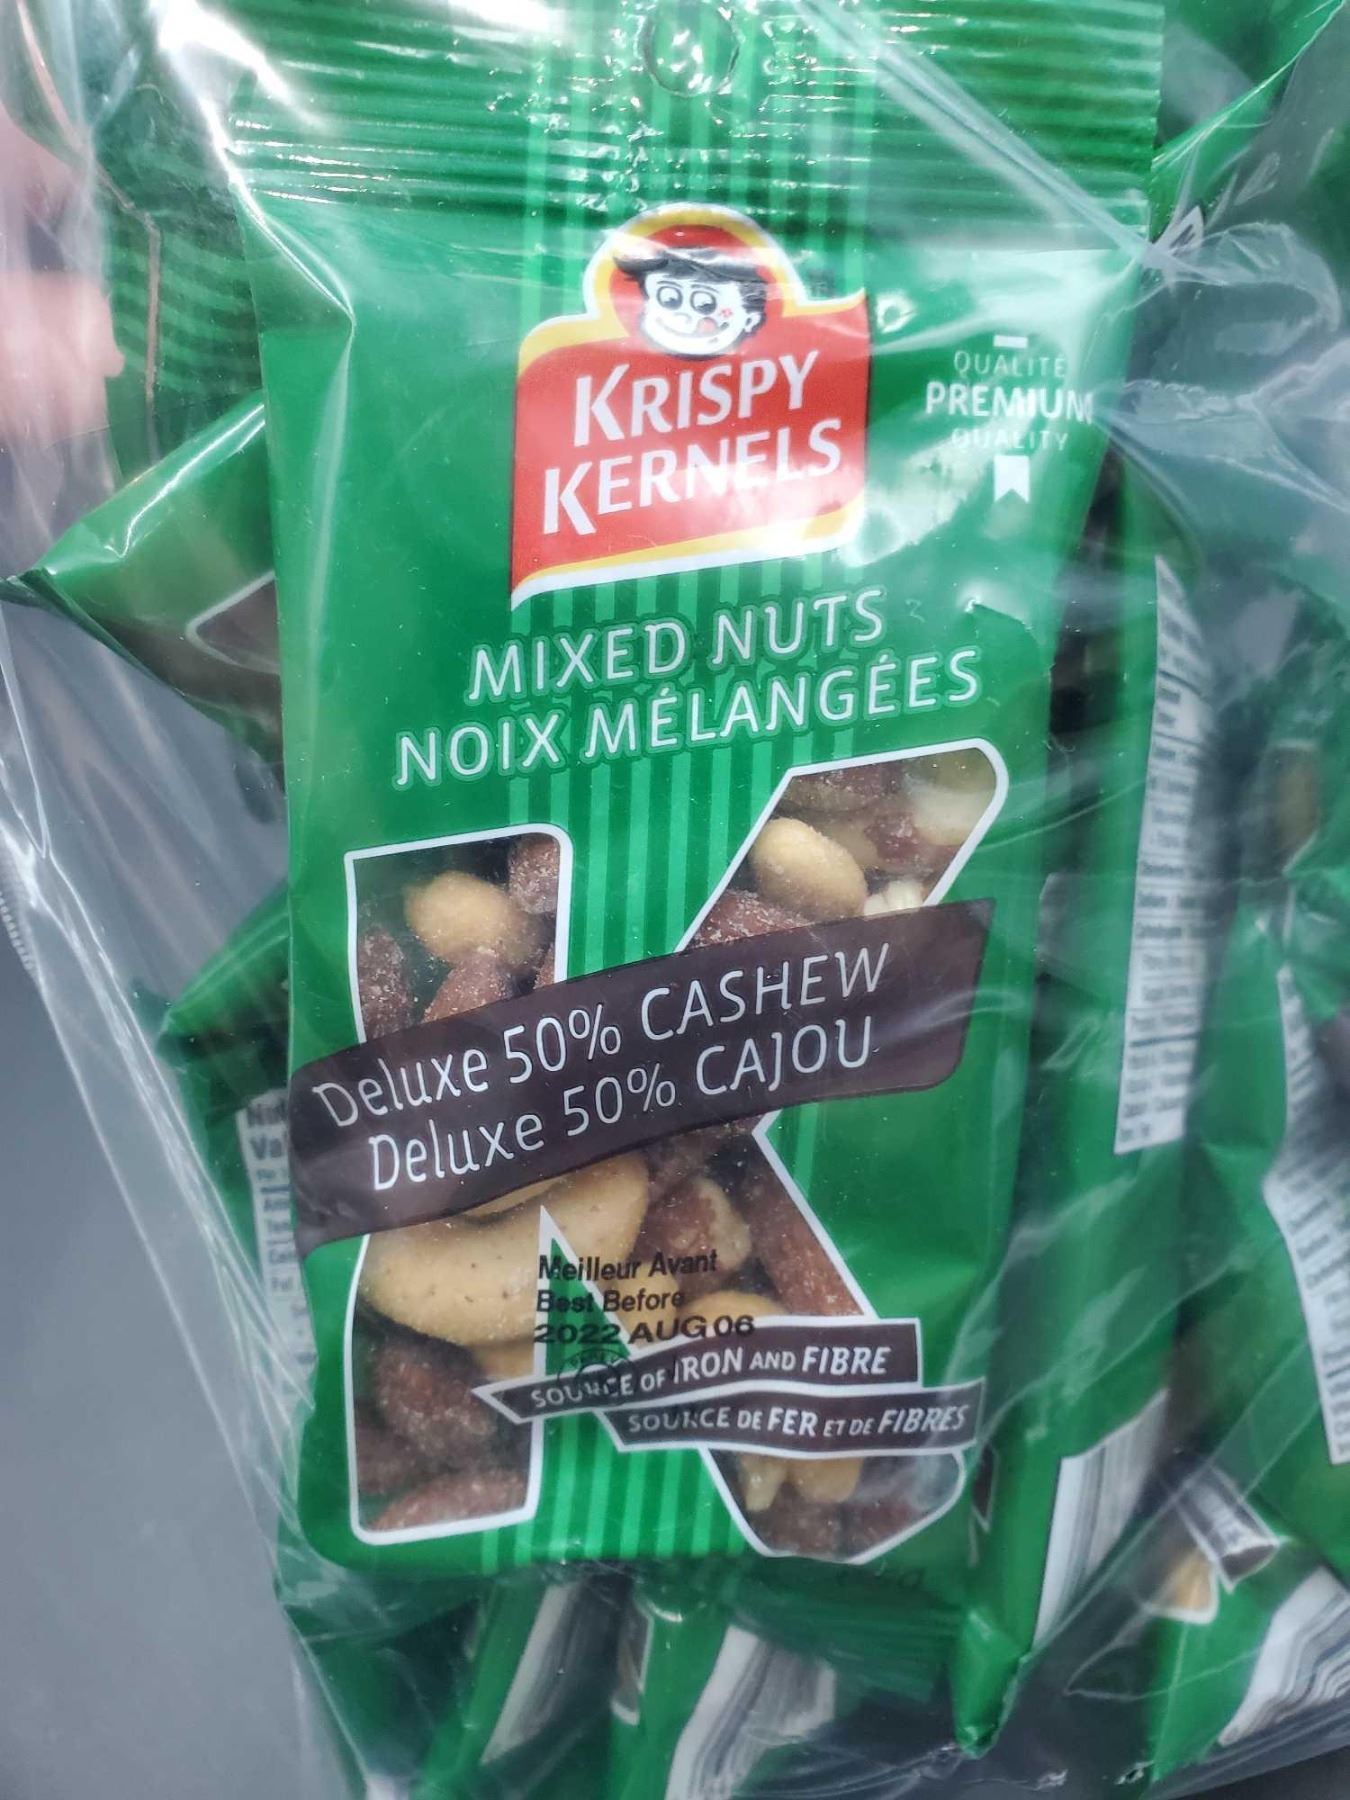 KRISPY
KERNELS
QUALITÉ
PREMIUM
QUALITY
MIXED NUTS
NOIX MÉLANGÉES
Deluxe 50% CASHEW
Deluxe 50% CAJOU
Meilleur Avant
Best Before
2022 AUG 06
SOURCE OF IRON AND FIBRE
SOURCE DE FER ET DE FIBRES